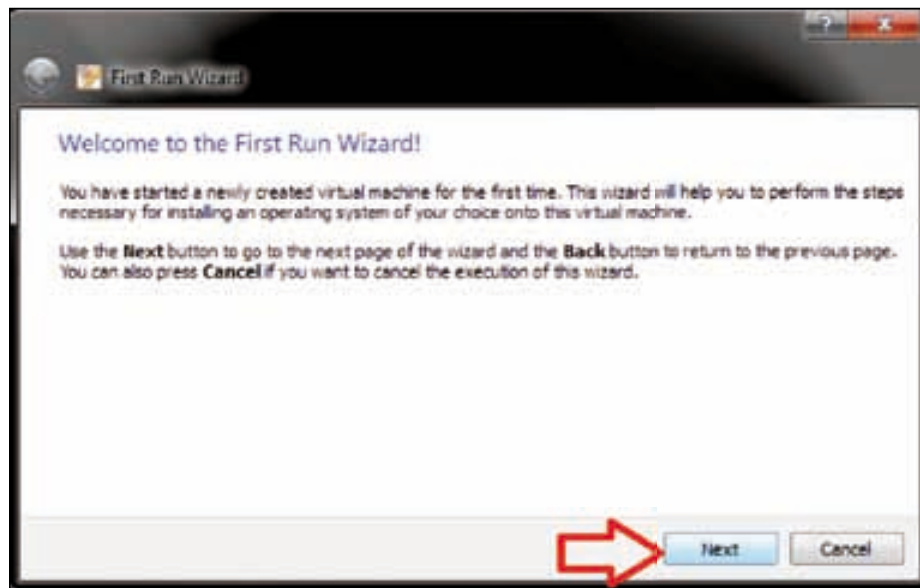 First Run Wizard
Welcome to the First Run Wizard!
You have started a newly created virtual machine for the first time. This wizard will help you to perform the steps
necessary for installing an operating system of your choice onto this virtual machine.
Use the Next button to go to the next page of the wizard and the Back button to return to the previous page.
You can also press Cancel if you want to cancel the execution of this wizard.
Next Cancel